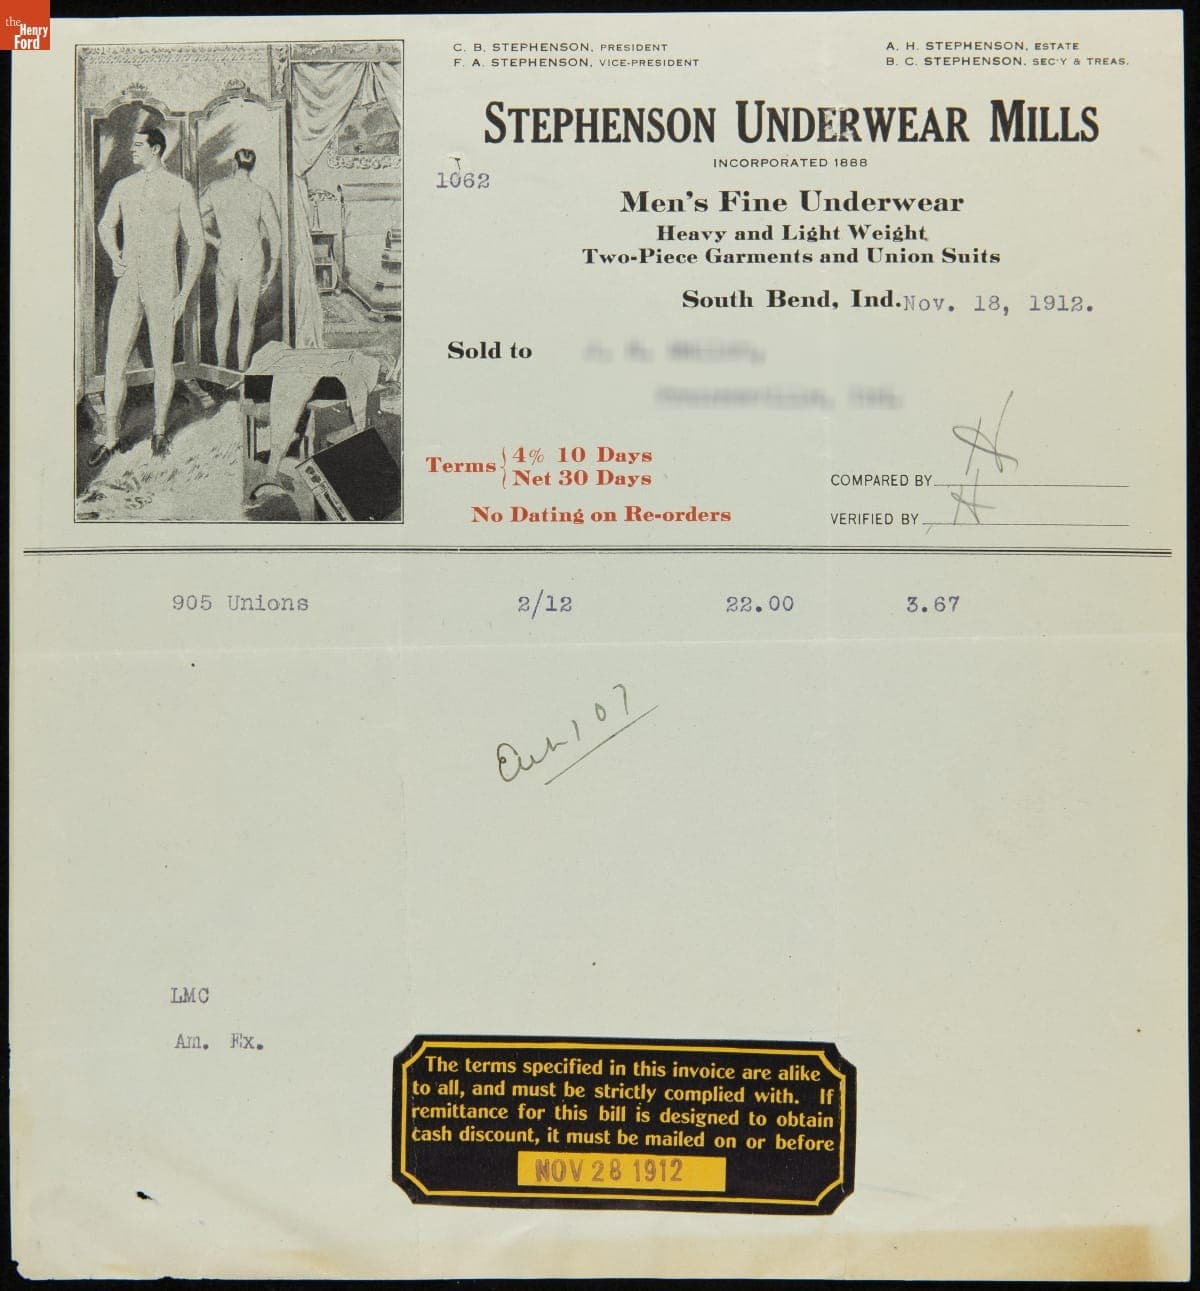 the
Henry
Ford
C. B. STEPHENSON, PRESIDENT
F. A. STEPHENSON, VICE-PRESIDENT
A. H. STEPHENSON, ESTATE
B. C. STEPHENSON, SEC'Y & TREAS.
STEPHENSON UNDERWEAR MILLS
INCORPORATED 1888
1062
Men's Fine Underwear
Heavy and Light Weight
Two-Piece Garments and Union Suits
South Bend, Ind. Nov. 18, 1912.
Sold to
Terms { 4% 10 Days
Net 30 Days
No Dating on Re-orders
COMPARED BY H
VERIFIED BY H
905 Unions 2/12 22.00 3.67
107
LMC
Am. Ex.
The terms specified in this invoice are alike
to all, and must be strictly complied with. If
remittance for this bill is designed to obtain
cash discount, it must be mailed on or before
NOV 28 1912